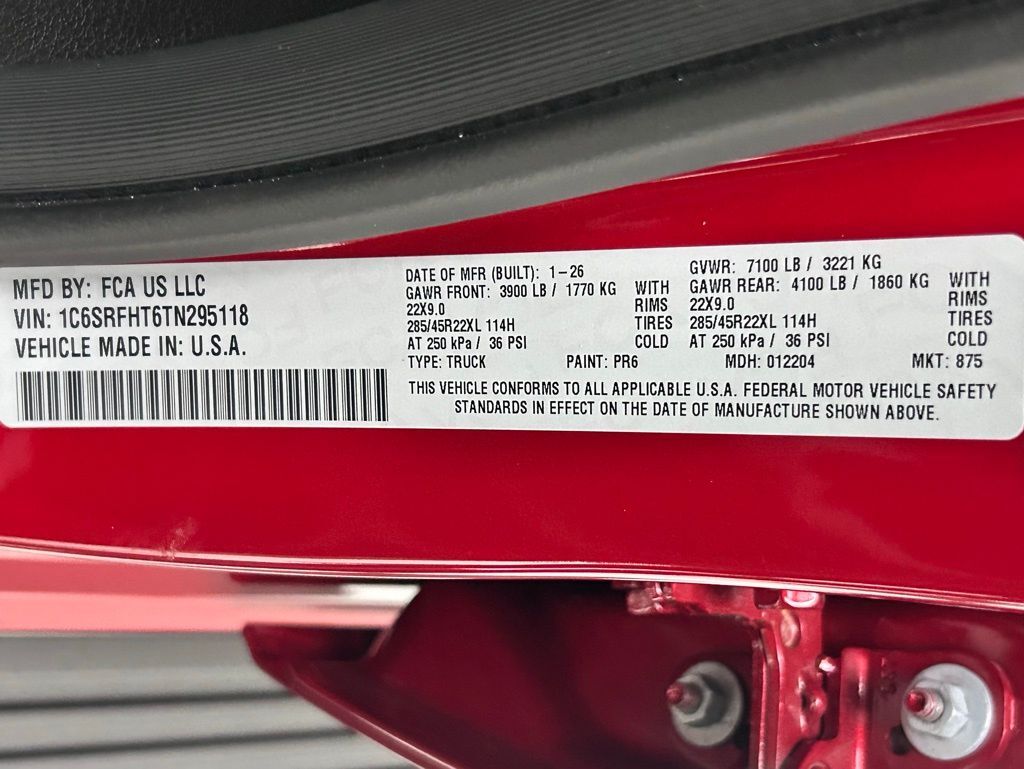 MFD BY: FCA US LLC
VIN: 1C6SRFHT6TN295118
VEHICLE MADE IN: U.S.A.
DATE OF MFR (BUILT): 1-26
GAWR FRONT: 3900 LB / 1770 KG WITH
22X9.0 RIMS
285/45R22XL 114H TIRES
AT 250 kPa / 36 PSI COLD
GVWR: 7100 LB / 3221 KG
GAWR REAR: 4100 LB / 1860 KG WITH
22X9.0 RIMS
285/45R22XL 114H TIRES
AT 250 kPa / 36 PSI COLD
TYPE: TRUCK PAINT: PR6 MDH: 012204 MKT: 875
THIS VEHICLE CONFORMS TO ALL APPLICABLE U.S.A. FEDERAL MOTOR VEHICLE SAFETY
STANDARDS IN EFFECT ON THE DATE OF MANUFACTURE SHOWN ABOVE.